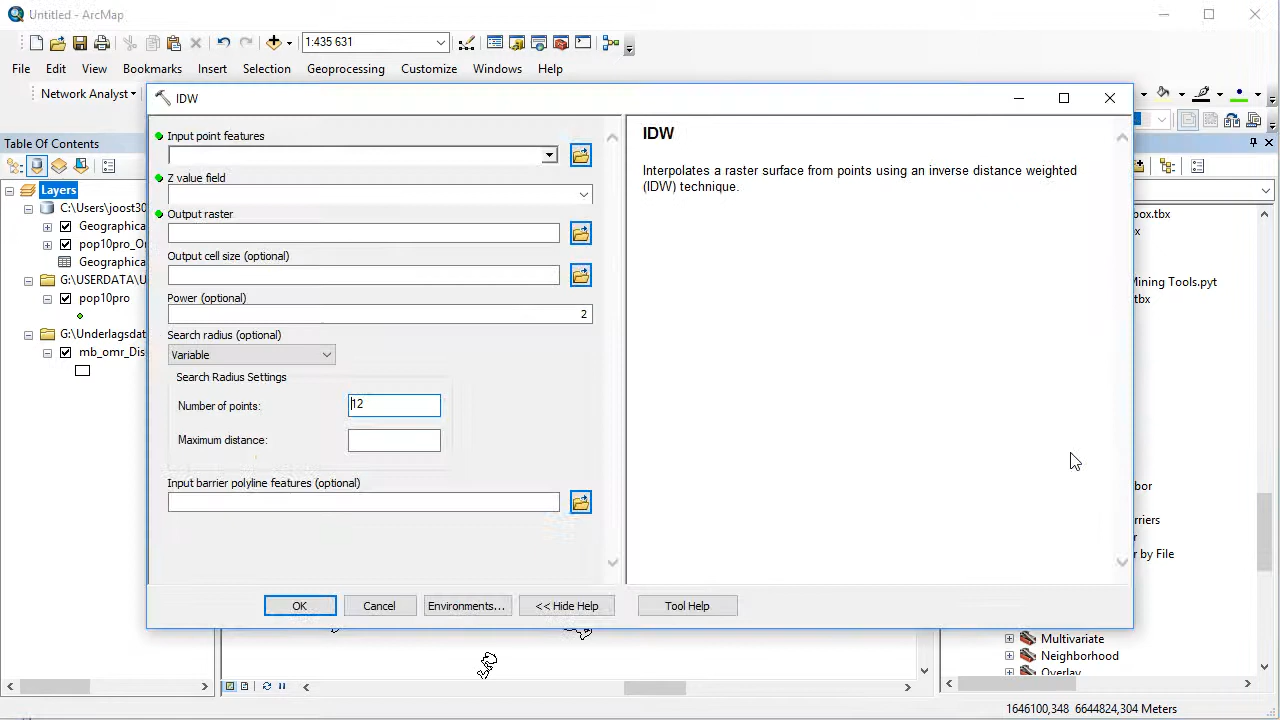 Untitled - ArcMap
1:435 631
File Edit View Bookmarks Insert Selection Geoprocessing Customize Windows Help
Network Analyst
IDW
Table Of Contents
Layers
C:\Users\joost30
Geographica
pop10pro_Or
Geographica
G:\USERDATA\U
pop10pro
G:\Underlagsdat
mb_omr_Dis
Input point features
Z value field
Output raster
Output cell size (optional)
Power (optional)
2
Search radius (optional)
Variable
Search Radius Settings
Number of points:
12
Maximum distance:
Input barrier polyline features (optional)
OK
Cancel
Environments...
<< Hide Help
Tool Help
IDW
Interpolates a raster surface from points using an inverse distance weighted
(IDW) technique.
box.tbx
Mining Tools.pyt
tbx
bor
rriers
r
r by File
Multivariate
Neighborhood
Overlay
1646100,348 6644824,304 Meters